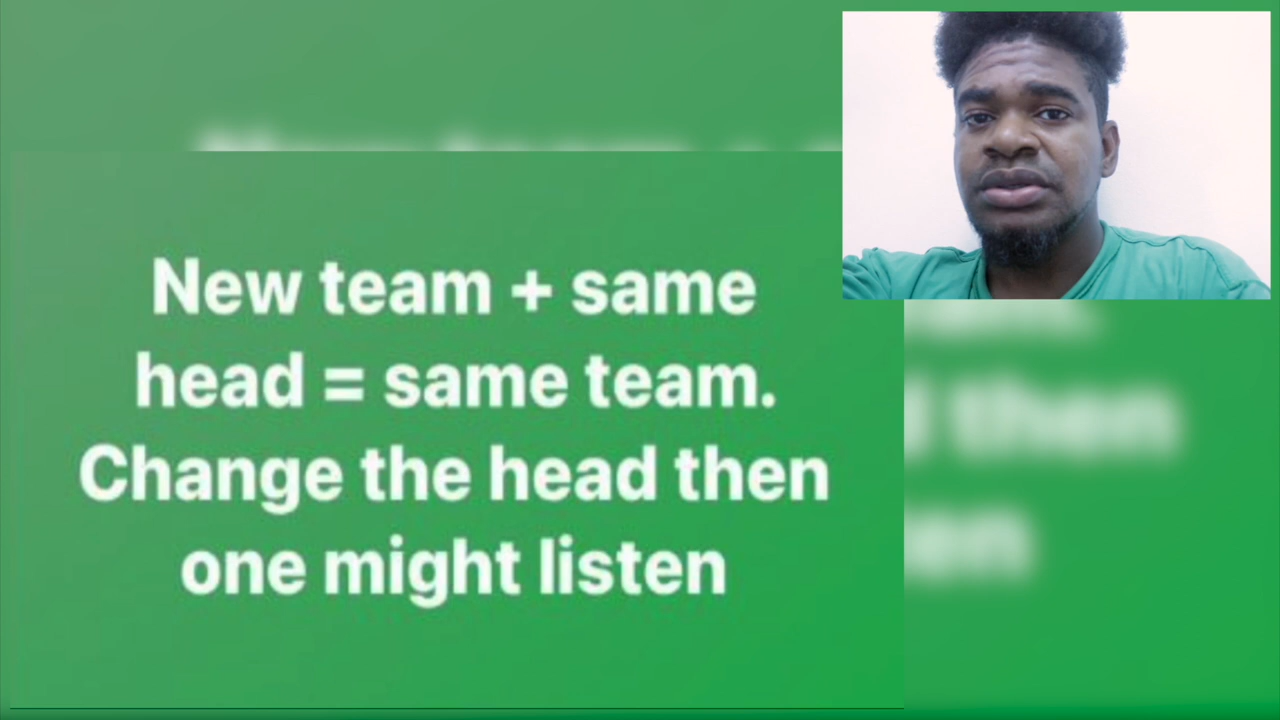 New team + same
head = same team.
Change the head then
one might listen